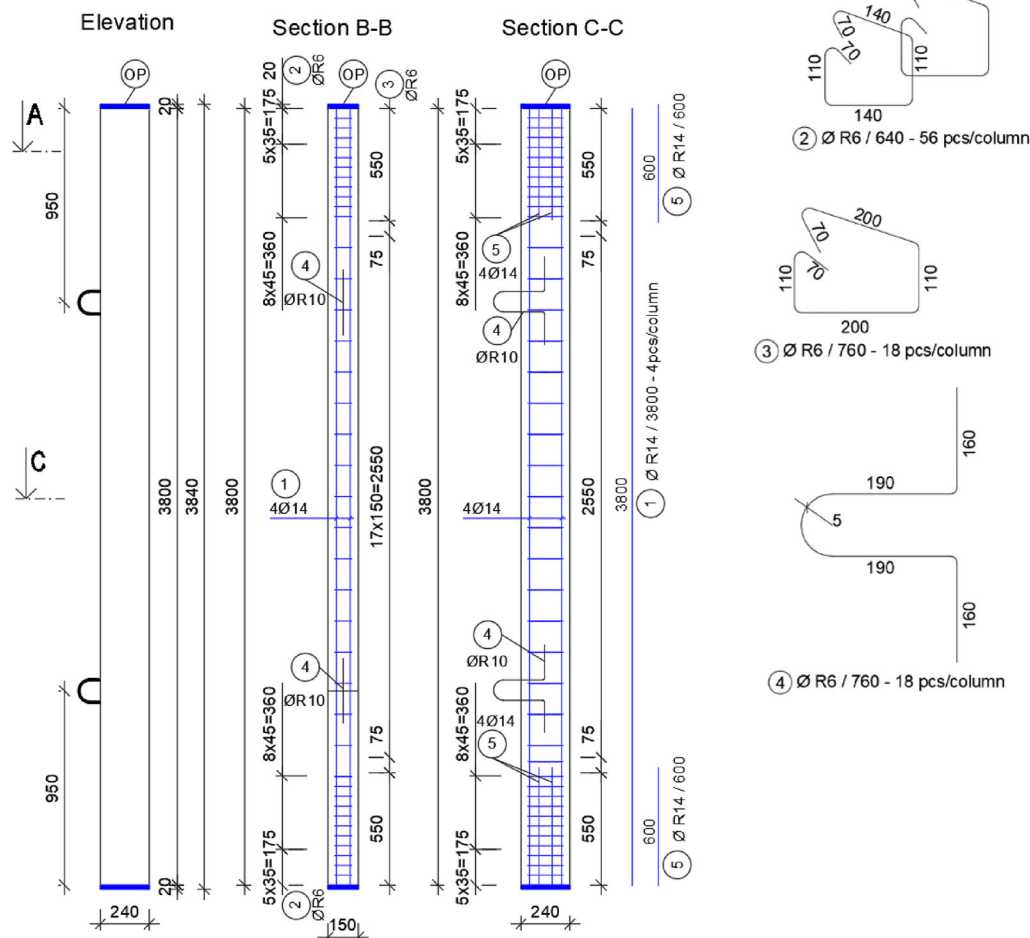 Elevation
Section B-B
Section C-C
OP
20
A
950
C
950
20
240
3800
3840
3800
20
2
ØR6
OP
3
ØR6
5x35=175
550
8x45=360
75
4
ØR10
1
4Ø14
17x150=2550
3800
4
ØR10
8x45=360
75
550
5x35=175
2
ØR6
150
OP
5x35=175
550
600
5
Ø R14 / 600
5
4Ø14
8x45=360
75
4
ØR10
4Ø14
2550
3800
1
Ø R14 / 3800 - 4pcs/column
4
ØR10
4Ø14
5
8x45=360
75
550
5x35=175
600
5
Ø R14 / 600
240
140
70
70
110
110
140
2 Ø R6 / 640 - 56 pcs/column
200
70
70
110
110
200
3 Ø R6 / 760 - 18 pcs/column
160
190
5
190
160
4 Ø R6 / 760 - 18 pcs/column